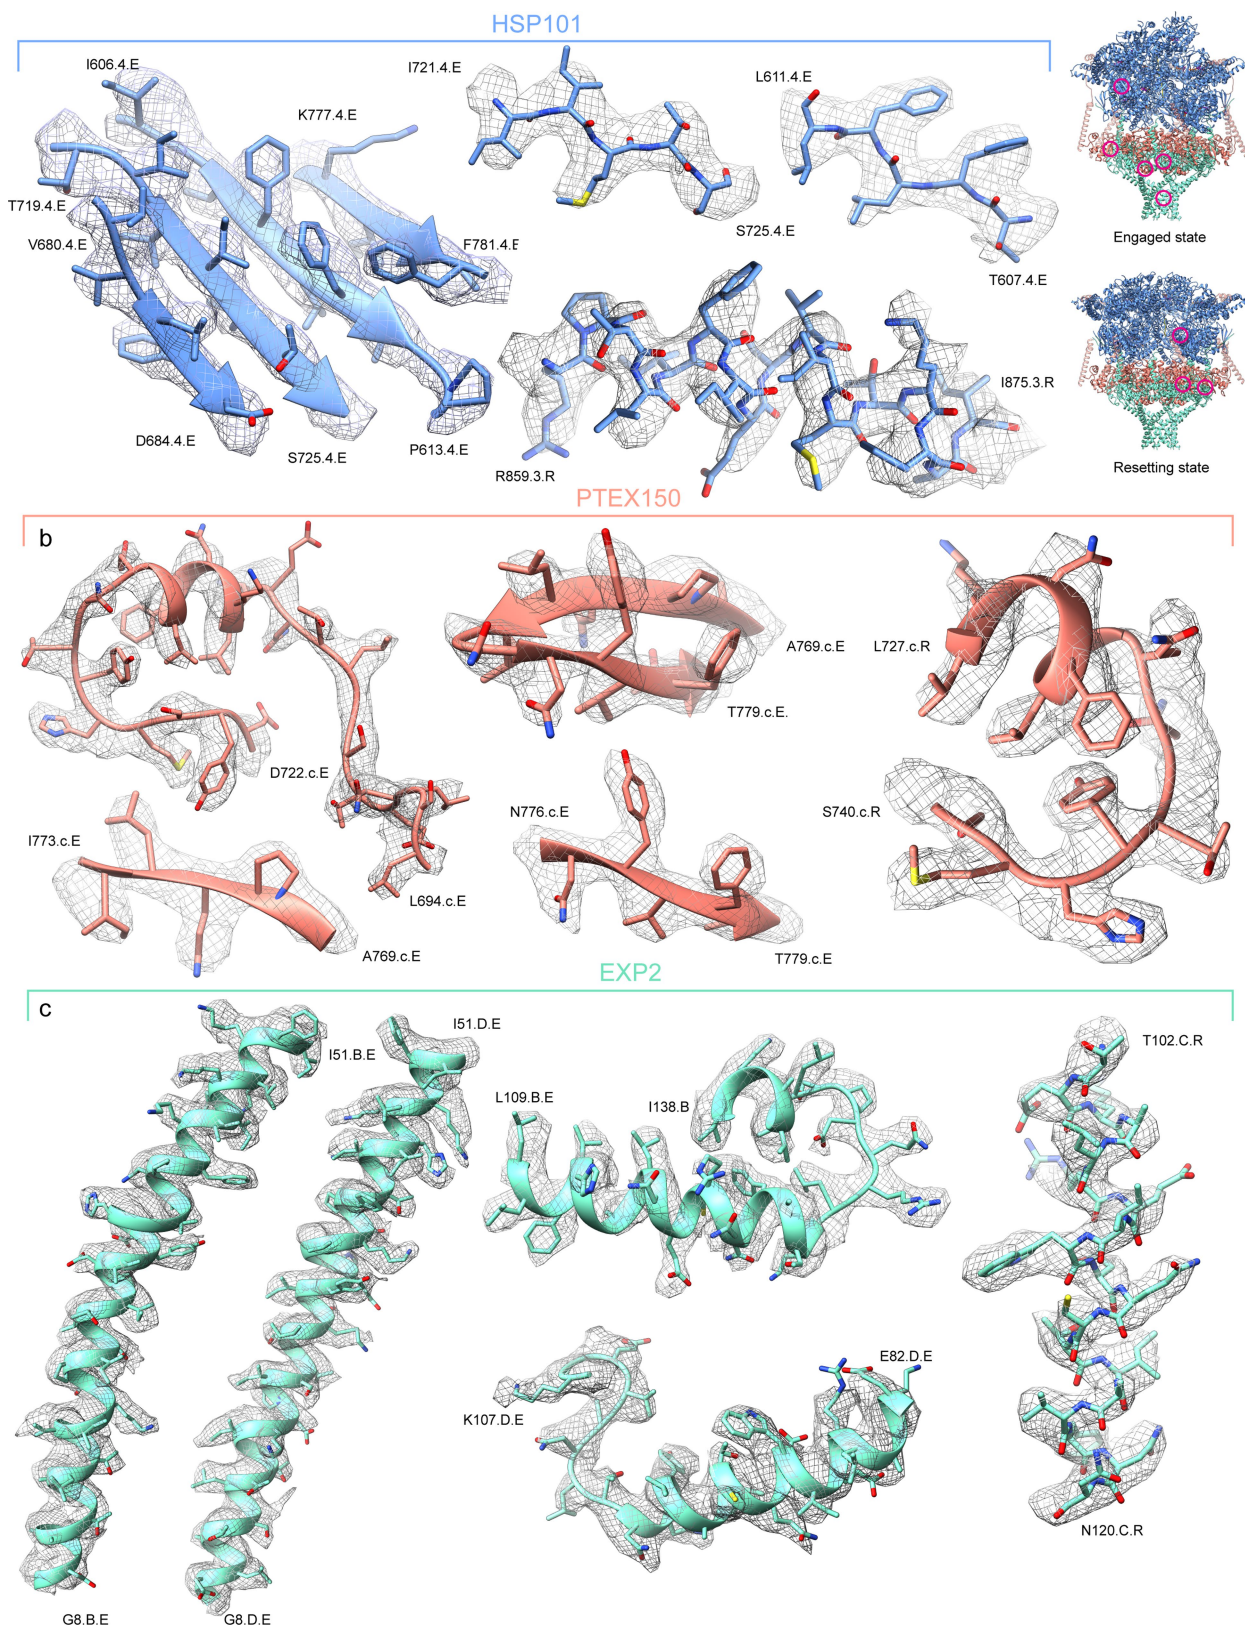 HSP101
I606.4.E
K777.4.E
T719.4.E
V680.4.E
F781.4.E
D684.4.E
S725.4.E
P613.4.E
I721.4.E
S725.4.E
L611.4.E
T607.4.E
R859.3.R
I875.3.R
Engaged state
Resetting state
PTEX150
b
D722.c.E
L694.c.E
I773.c.E
A769.c.E
A769.c.E
T779.c.E.
N776.c.E
T779.c.E
L727.c.R
S740.c.R
EXP2
c
I51.B.E
I51.D.E
G8.B.E
G8.D.E
L109.B.E
I138.B
K107.D.E
E82.D.E
T102.C.R
N120.C.R